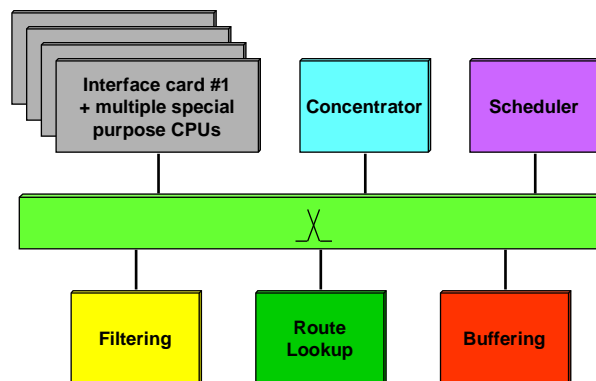 Interface card #1
+ multiple special
purpose CPUs
Concentrator
Scheduler
Filtering
Route
Lookup
Buffering